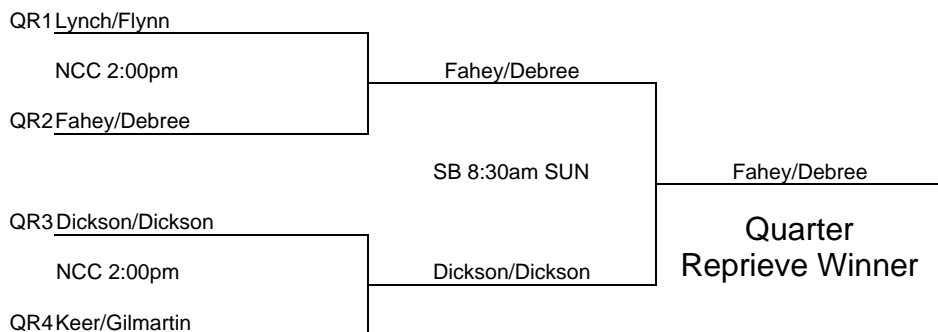 QR1 Lynch/Flynn
NCC 2:00pm
Fahey/Debree
QR2 Fahey/Debree
SB 8:30am SUN
Fahey/Debree
QR3 Dickson/Dickson
Quarter
Reprieve Winner
NCC 2:00pm
Dickson/Dickson
QR4 Keer/Gilmartin